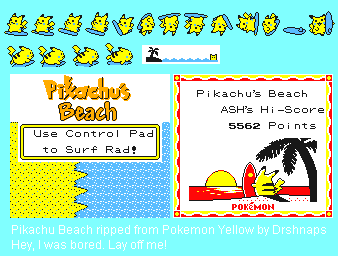 Pikachu's
Beach
Use Control Pad
to Surf Rad!
Pikachu's Beach
ASH's Hi-Score
5562 Points
POKéMON
Pikachu Beach ripped from Pokemon Yellow by Drshnaps
Hey, I was bored. Lay off me!